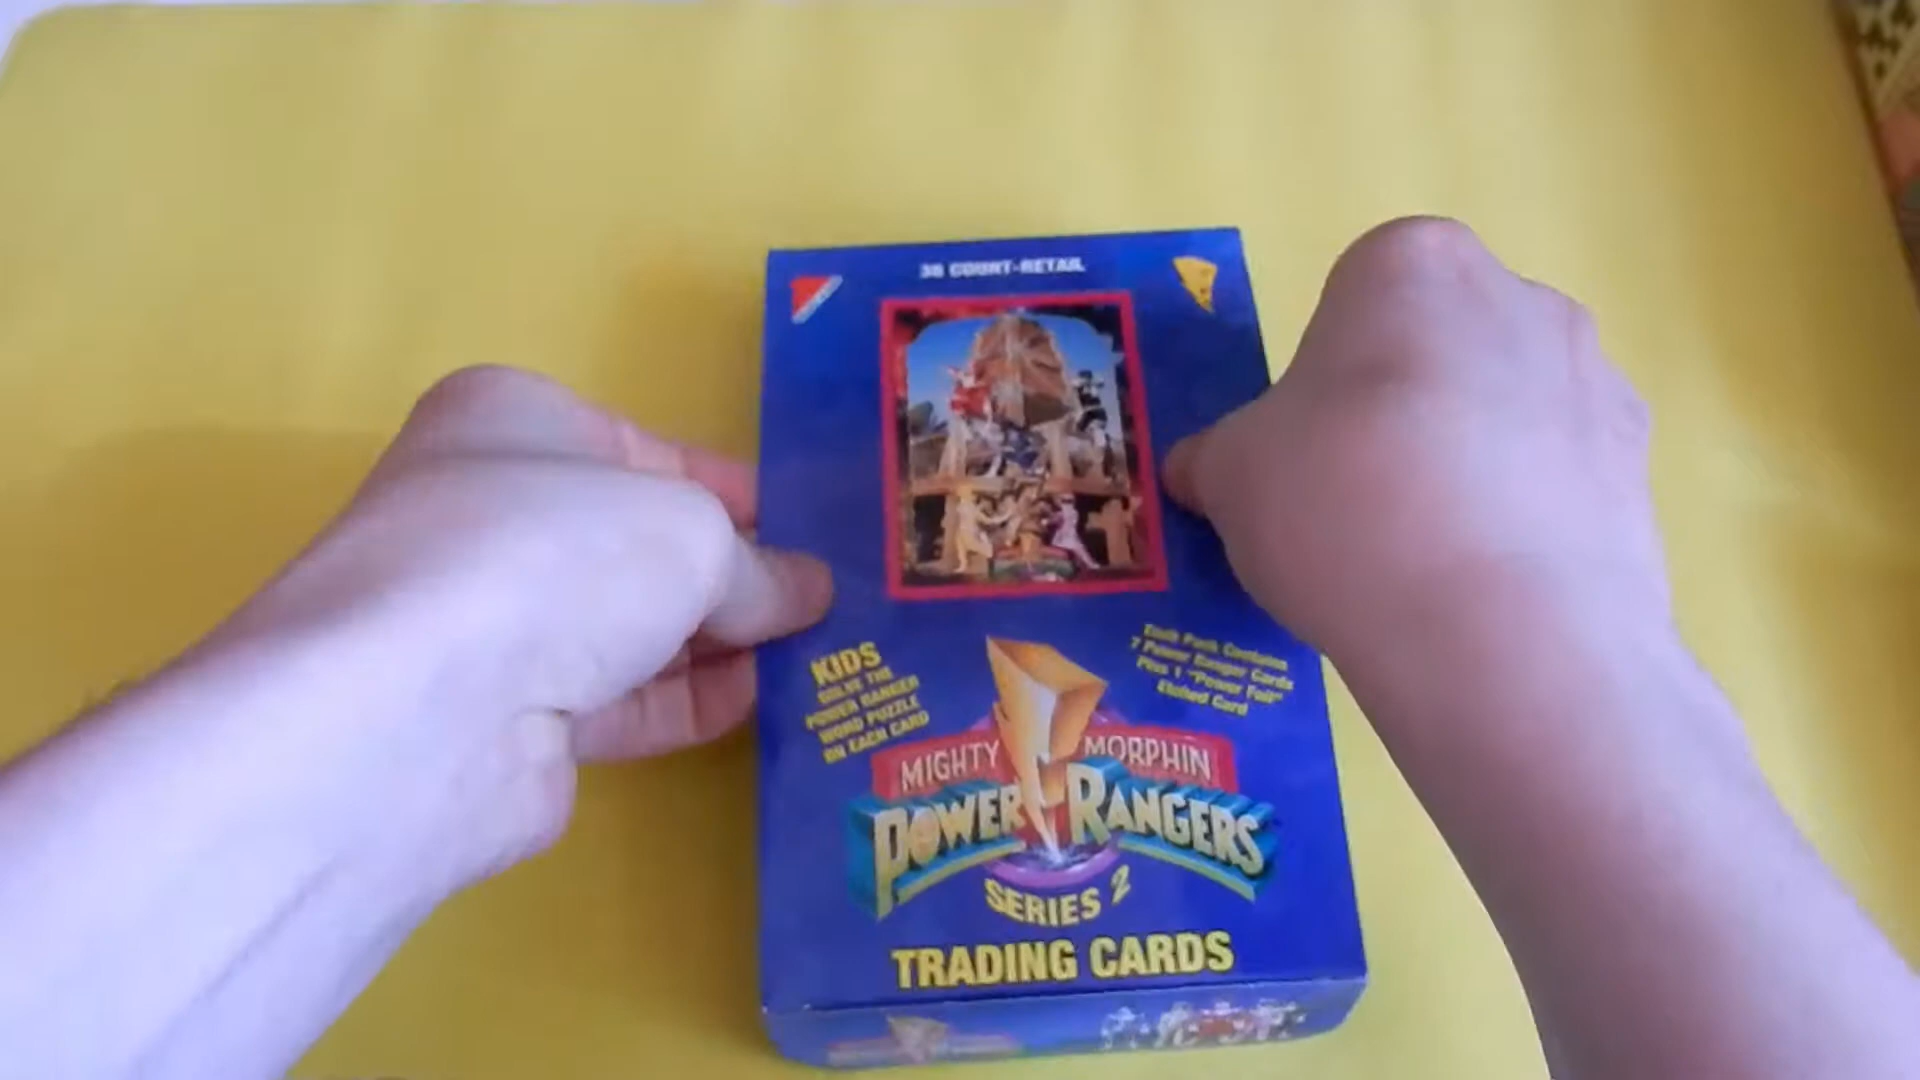 36 COUNT-RETAIL
KIDS
SOLVE THE
POWER RANGER
WORD PUZZLE
ON EACH CARD
Each Pack Contains
7 Power Ranger Cards
Plus 1 "Power Foil"
Etched Card
MIGHTY MORPHIN
POWER RANGERS
SERIES 2
TRADING CARDS